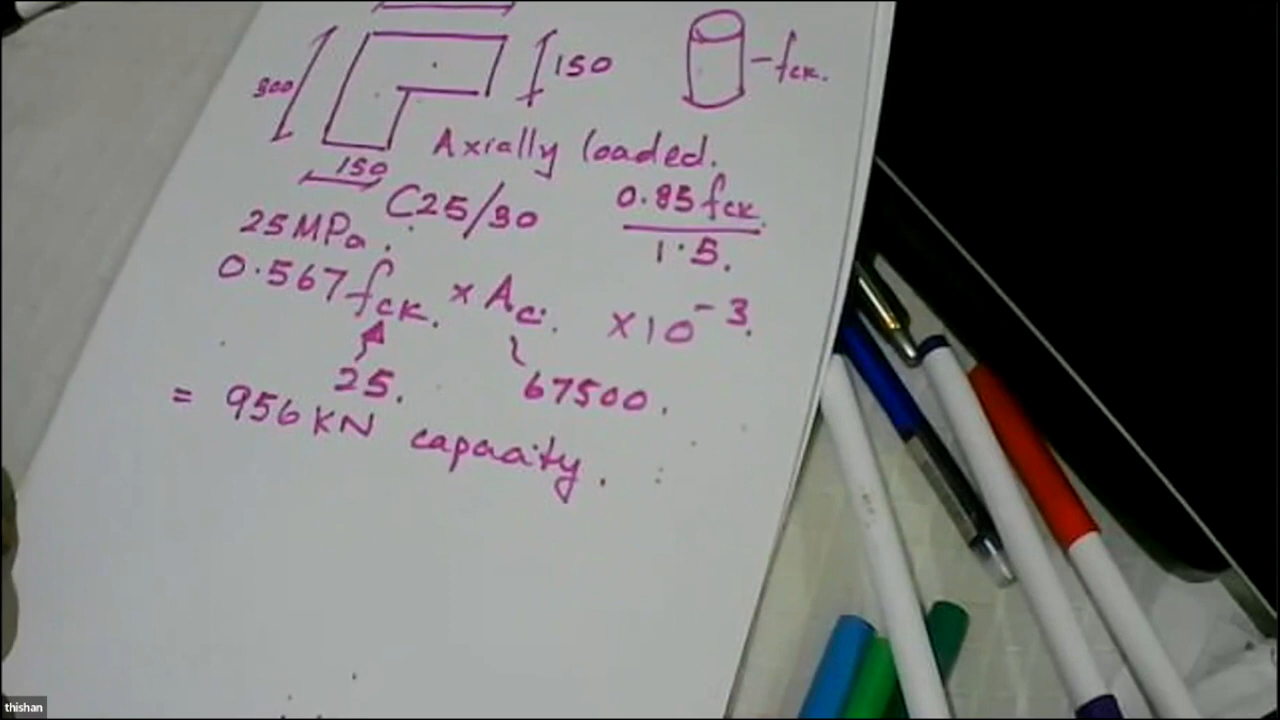 300
150
- fck.
150
Axially loaded.
C25/30
0.85 fck.
1.5.
25MPa.
0.567 fck. × Ac. × 10⁻³.
25.
67500.
= 956 KN capacity.
thishan